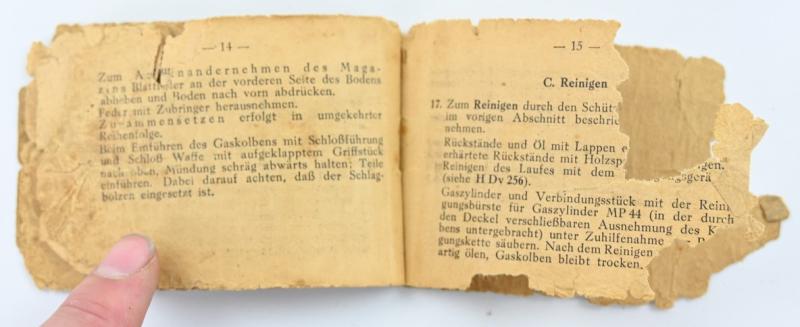 — 14 —
Zum A nandernehmen des Maga-
zins Blattfeder an der vorderen Seite des Bodens
abheben und Boden nach vorn abdrücken.
Feder mit Zubringer herausnehmen.
Zusammensetzen erfolgt in umgekehrter
Reihenfolge.
Beim Einführen des Gaskolbens mit Schloßführung
und Schloß Waffe mit aufgeklapptem Griffstück
nach oben, Mündung schräg abwärts halten; Teile
einführen. Dabei darauf achten, daß der Schlag-
bolzen eingesetzt ist.
— 15 —
C. Reinigen
17. Zum Reinigen durch den Schüt
im vorigen Abschnitt beschrie
nehmen.
Rückstände und Öl mit Lappen e
erhärtete Rückstände mit Holzsp gen.
Reinigen des Laufes mit dem gsgerä
(siehe H Dv 256).
Gaszylinder und Verbindungsstück mit der Reini
gungsbürste für Gaszylinder MP 44 (in der durch
den Deckel verschließbaren Ausnehmung des K
bens untergebracht) unter Zuhilfenahme R
gungskette säubern. Nach dem Reinigen
artig ölen, Gaskolben bleibt trocken.